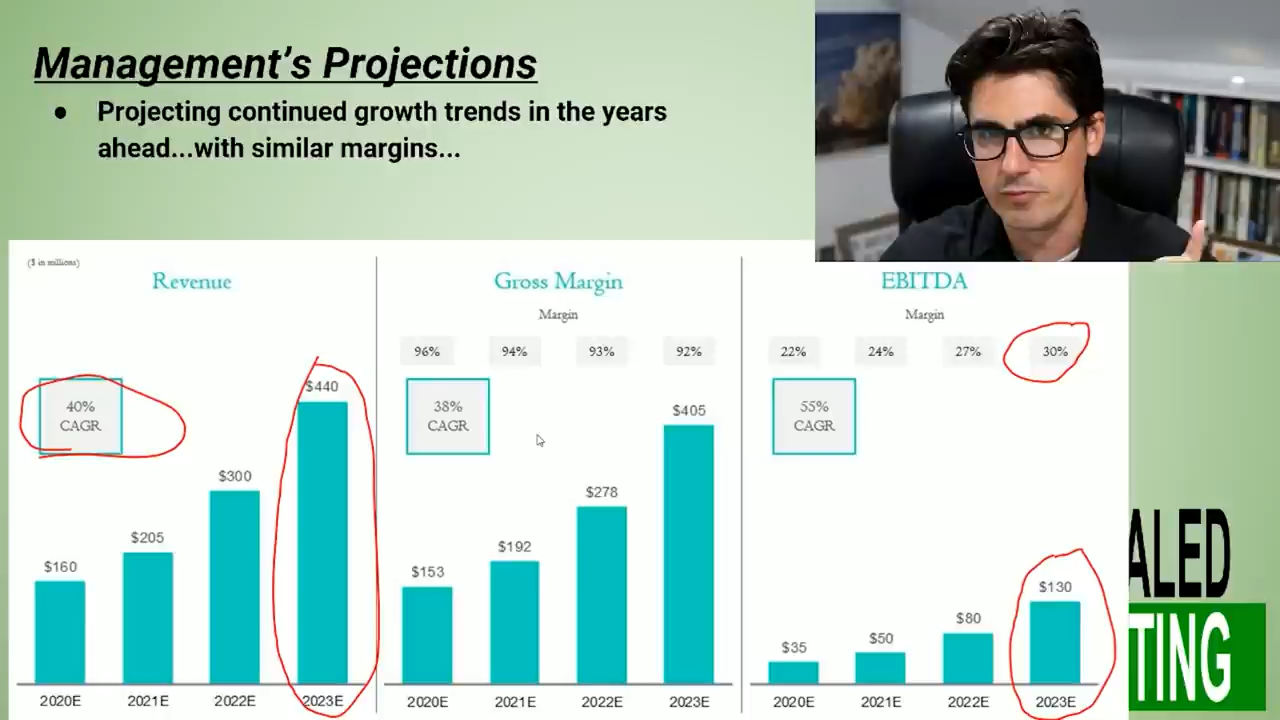 Management's Projections
● Projecting continued growth trends in the years
ahead...with similar margins...
($ in millions)
Revenue
40%
CAGR
$160
$205
$300
$440
2020E
2021E
2022E
2023E
Gross Margin
Margin
96%
94%
93%
92%
38%
CAGR
$153
$192
$278
$405
2020E
2021E
2022E
2023E
EBITDA
Margin
22%
24%
27%
30%
55%
CAGR
$35
$50
$80
$130
2020E
2021E
2022E
2023E
ALED
TING